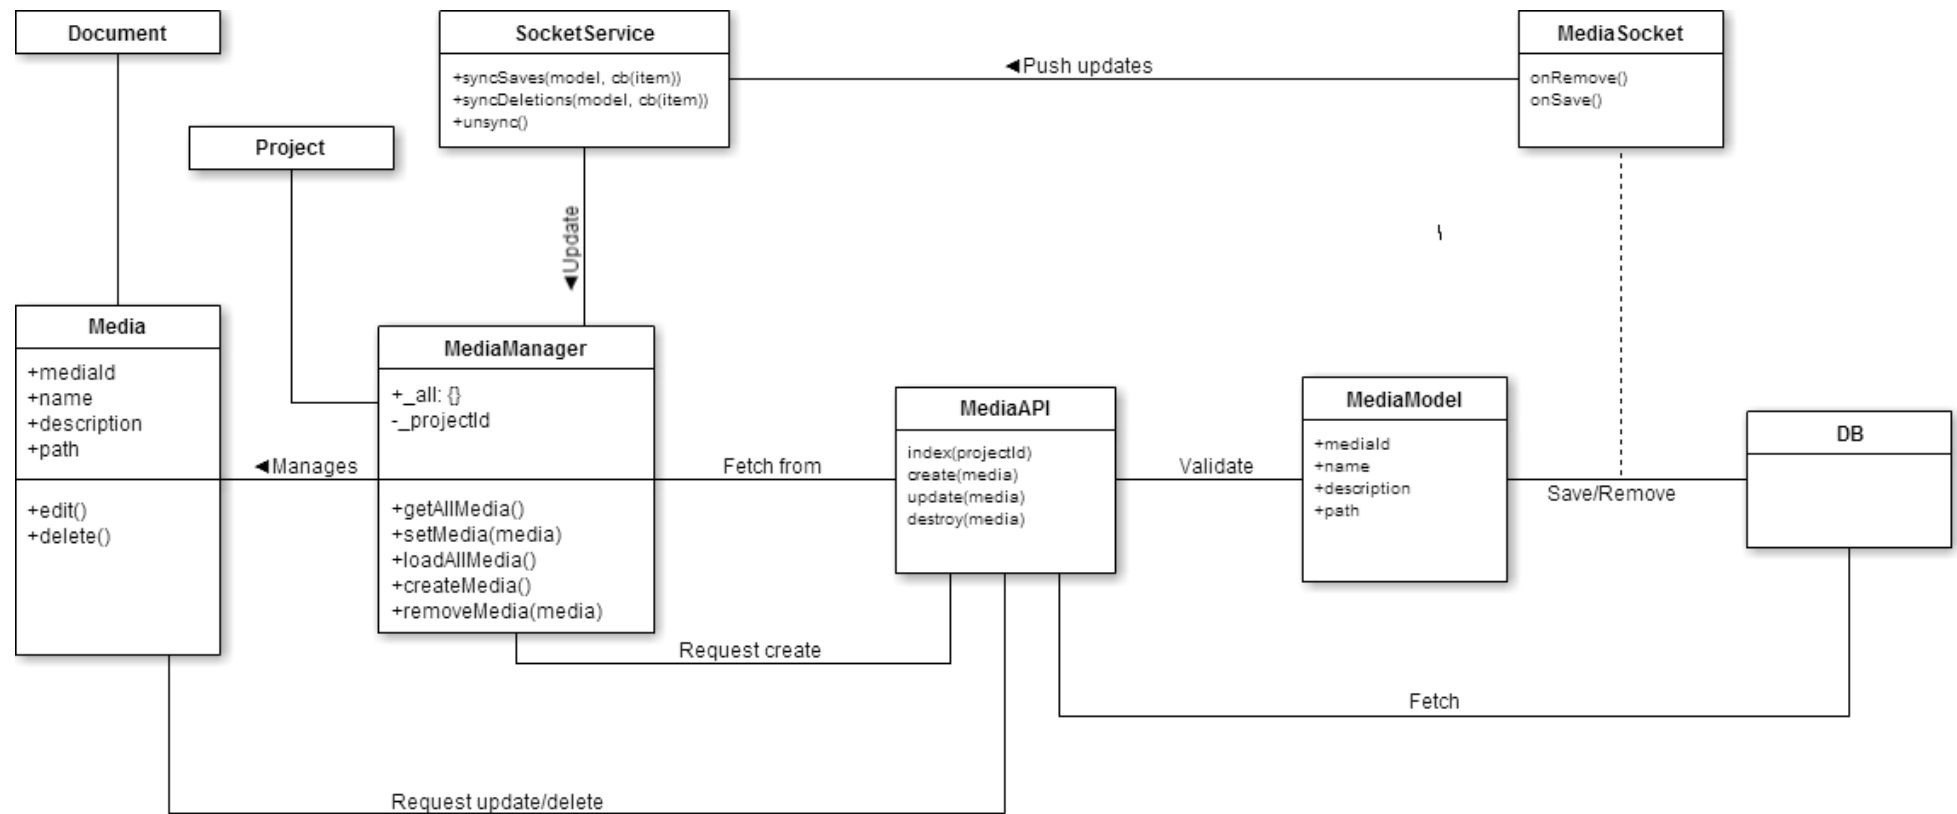 Document
SocketService
+syncSaves(model, cb(item))
+syncDeletions(model, cb(item))
+unsync()
◄Push updates
MediaSocket
onRemove()
onSave()
Project
◄Update
Media
+mediaId
+name
+description
+path
+edit()
+delete()
◄Manages
MediaManager
+_all: {}
-_projectId
+getAllMedia()
+setMedia(media)
+loadAllMedia()
+createMedia()
+removeMedia(media)
Fetch from
MediaAPI
index(projectId)
create(media)
update(media)
destroy(media)
Validate
MediaModel
+mediaId
+name
+description
+path
Save/Remove
DB
Request create
Fetch
Request update/delete